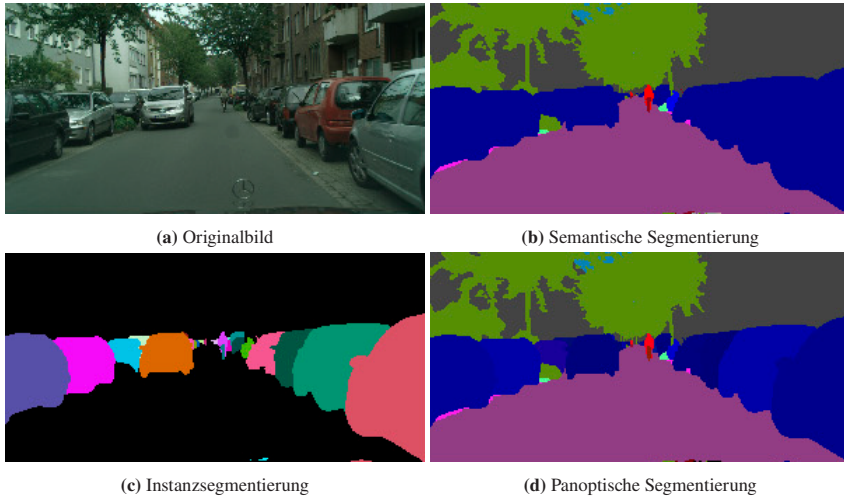 (a) Originalbild
(b) Semantische Segmentierung
(c) Instanzsegmentierung
(d) Panoptische Segmentierung